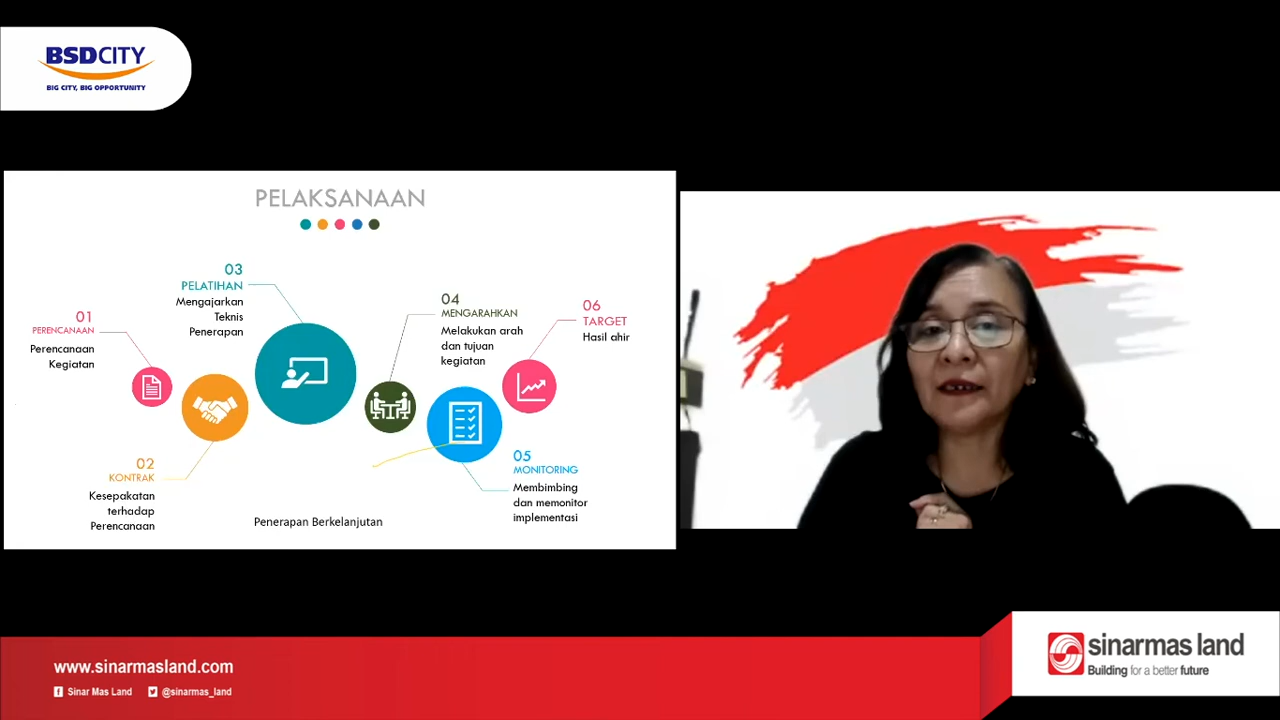 BSDCITY
BIG CITY, BIG OPPORTUNITY
PELAKSANAAN
01
PERENCANAAN
Perencanaan
Kegiatan
02
KONTRAK
Kesepakatan
terhadap
Perencanaan
03
PELATIHAN
Mengajarkan
Teknis
Penerapan
04
MENGARAHKAN
Melakukan arah
dan tujuan
kegiatan
05
MONITORING
Membimbing
dan memonitor
implementasi
06
TARGET
Hasil ahir
Penerapan Berkelanjutan
www.sinarmasland.com
Sinar Mas Land @sinarmas_land
sinarmas land
Building for a better future